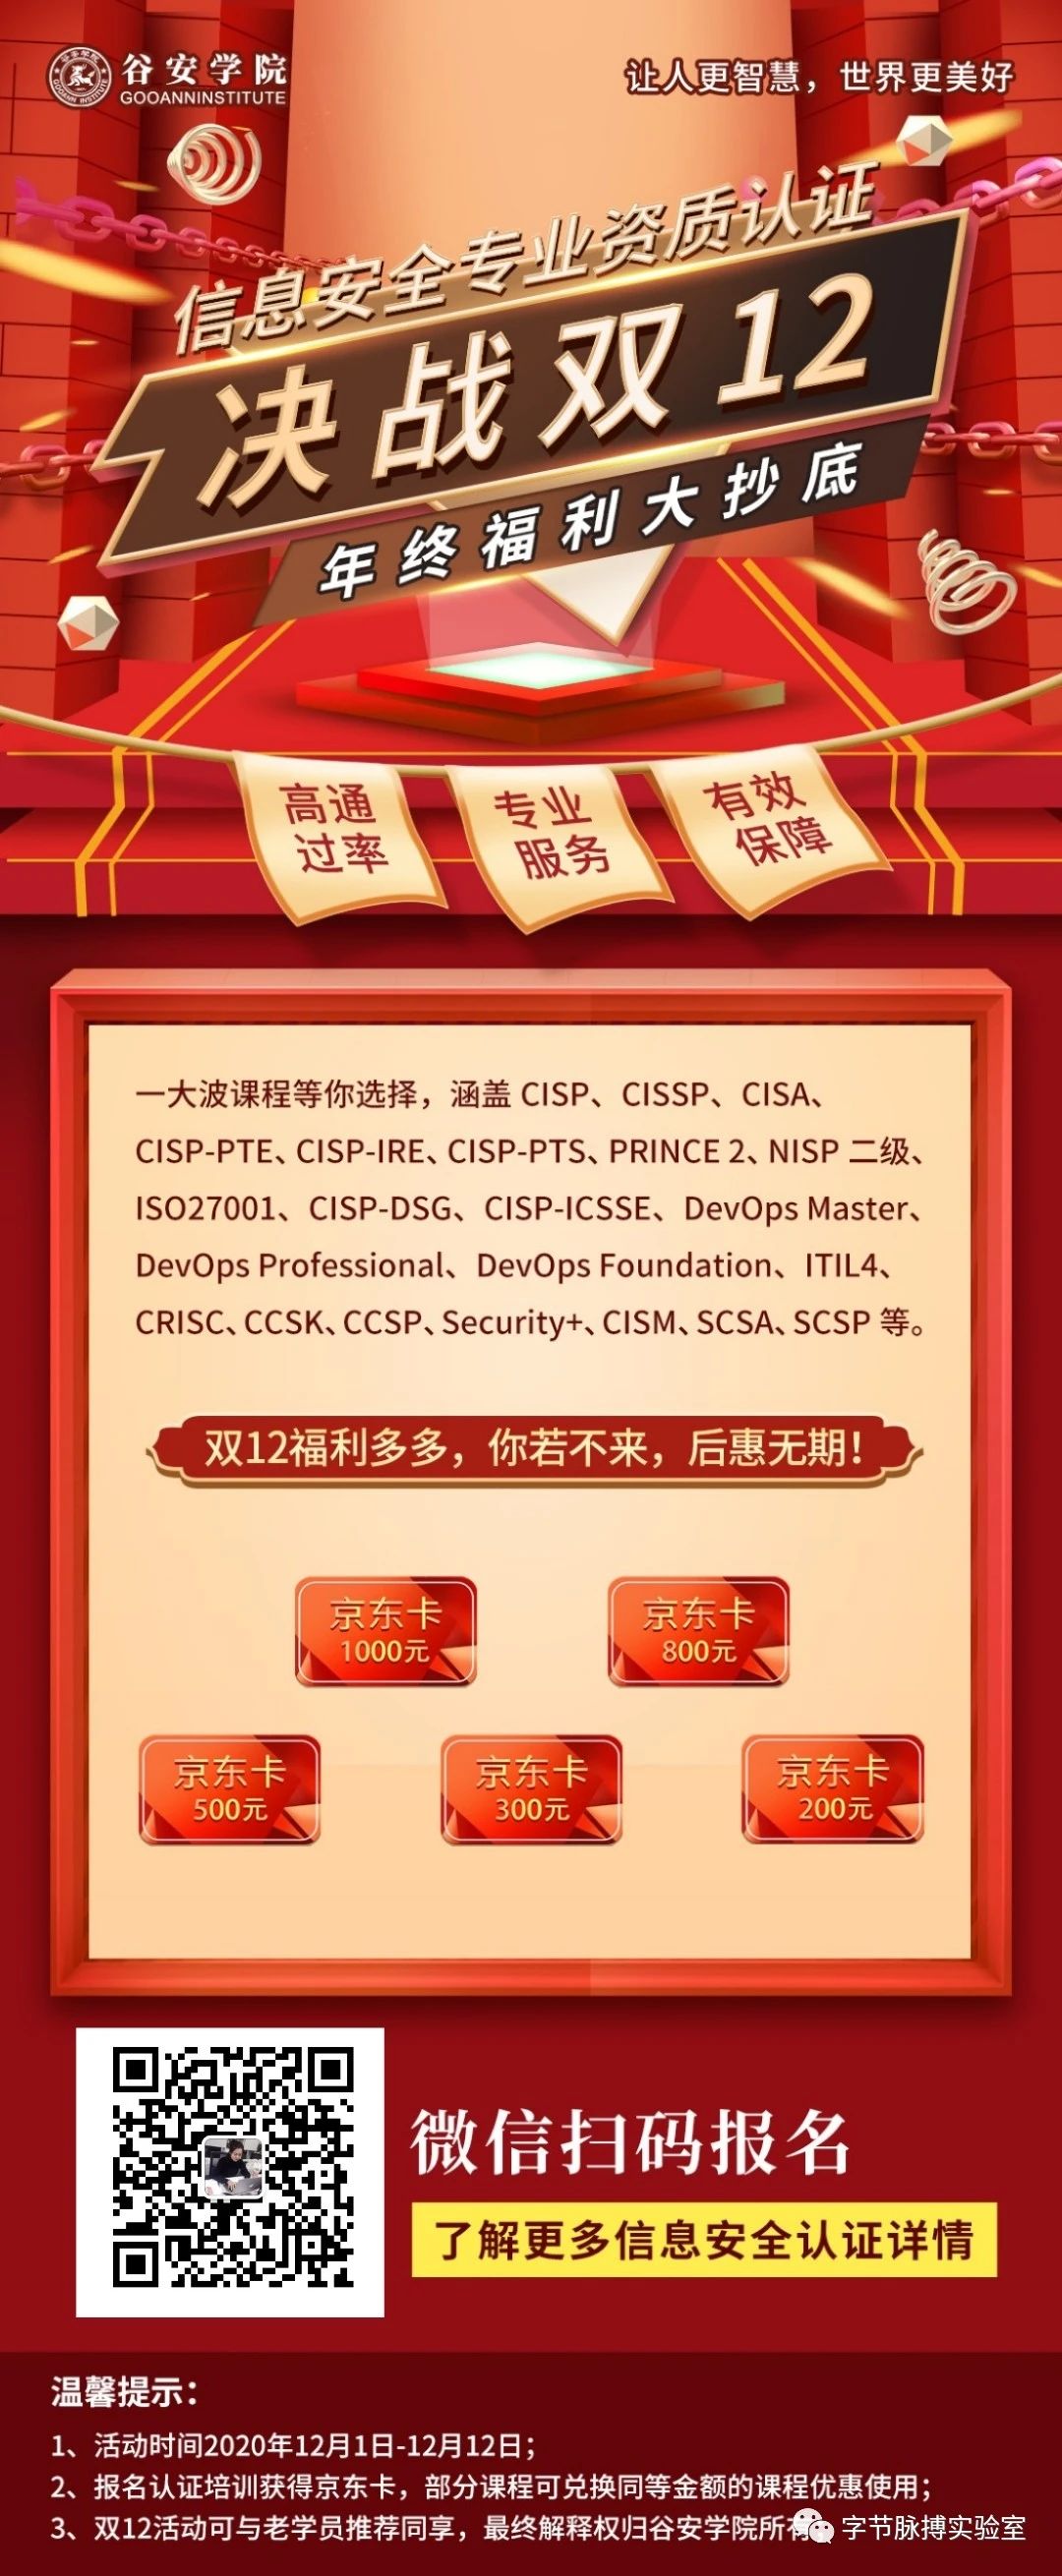 谷安学院
GOOANNINSTITUTE
让人更智慧，世界更美好
信息安全专业资质认证
决战双12
年终福利大抄底
高通
过率
专业
服务
有效
保障
一大波课程等你选择，涵盖 CISP、CISSP、CISA、
CISP-PTE、CISP-IRE、CISP-PTS、PRINCE 2、NISP 二级、
ISO27001、CISP-DSG、CISP-ICSSE、DevOps Master、
DevOps Professional、DevOps Foundation、ITIL4、
CRISC、CCSK、CCSP、Security+、CISM、SCSA、SCSP 等。
双12福利多多，你若不来，后惠无期！
京东卡
1000元
京东卡
800元
京东卡
500元
京东卡
300元
京东卡
200元
微信扫码报名
了解更多信息安全认证详情
温馨提示：
1、活动时间2020年12月1日-12月12日；
2、报名认证培训获得京东卡，部分课程可兑换同等金额的课程优惠使用；
3、双12活动可与老学员推荐同享，最终解释权归谷安学院所有
字节脉搏实验室